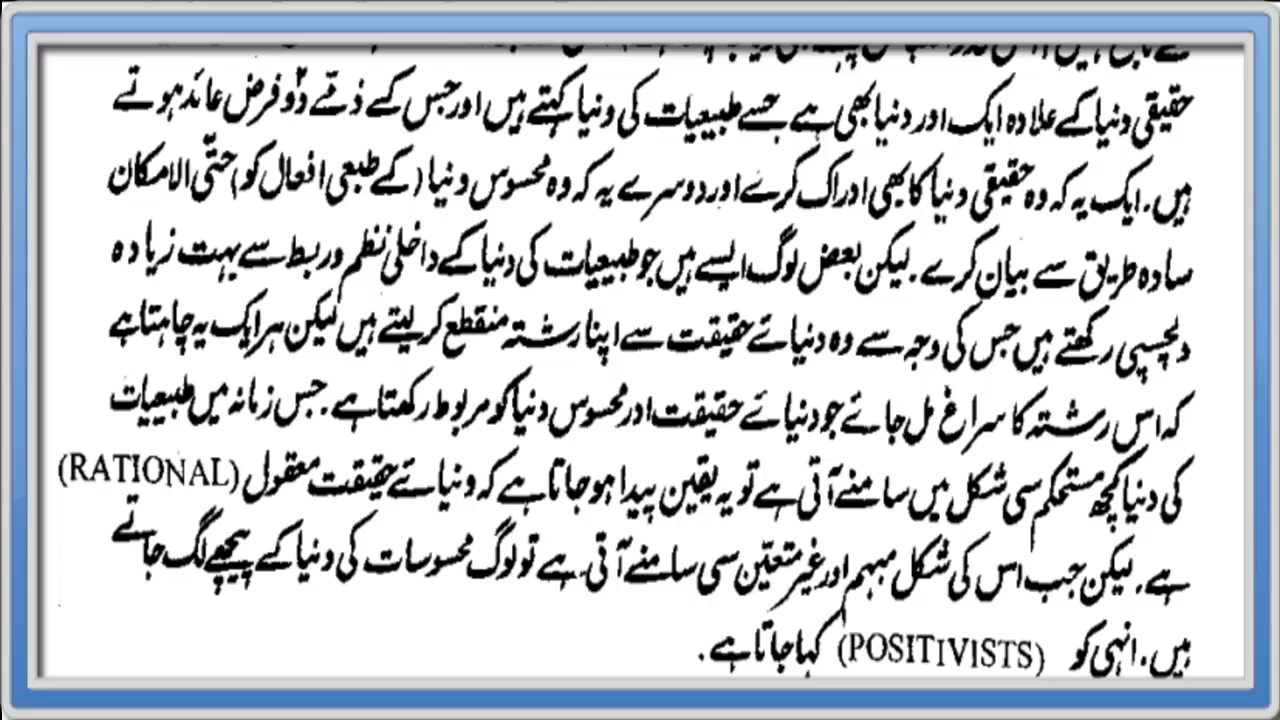 حقیقی دنیا کے علاوہ ایک اور دنیا بھی ہے جسے طبیعیات کی دنیا کہتے ہیں اور جس کے ذمّے دو فرض عائد ہوتے
ہیں. ایک یہ کہ وہ حقیقی دنیا کا بھی ادراک کرے اور دوسرے یہ کہ وہ محسوس دنیا (کے طبعی افعال کو) حتّی الامکان
سادہ طریق سے بیان کرے. لیکن بعض لوگ ایسے ہیں جو طبیعیات کی دنیا کے داخلی نظم و ربط سے بہت زیادہ
دلچسپی رکھتے ہیں جس کی وجہ سے وہ دنیائے حقیقت سے اپنا رشتہ منقطع کر لیتے ہیں لیکن ہر ایک یہ چاہتا ہے
کہ اس رشتہ کا سراغ مل جائے جو دنیائے حقیقت اور محسوس دنیا کو مربوط رکھتا ہے. جس زمانہ میں طبیعیات
کی دنیا کچھ مستحکم سی شکل میں سامنے آتی ہے تو یہ یقین پیدا ہو جاتا ہے کہ دنیائے حقیقت معقول (RATIONAL)
ہے. لیکن جب اس کی شکل مبہم اور غیر متعیّن سی سامنے آتی ہے تو لوگ محسوسات کی دنیا کے پیچھے لگ جاتے
ہیں. انہی کو (POSITIVISTS) کہا جاتا ہے.